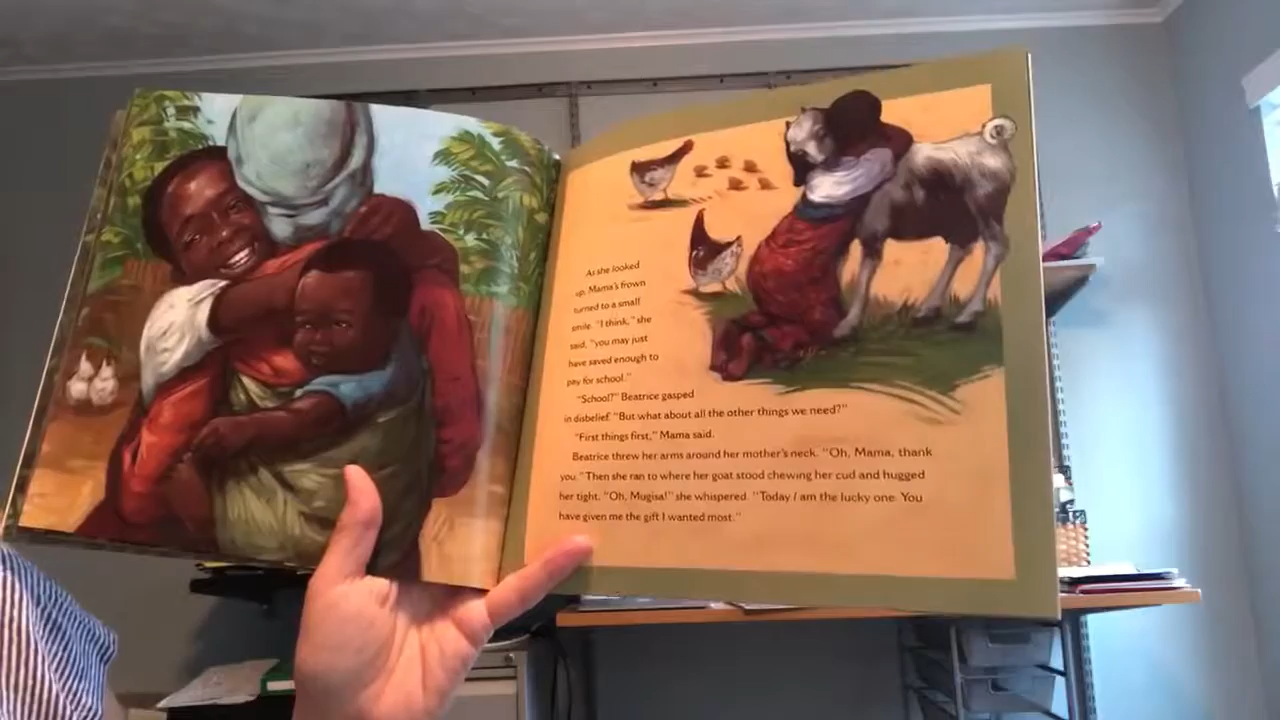 As she looked
up, Mama's frown
turned to a small
smile. "I think," she
said, "you may just
have saved enough to
pay for school."
"School?" Beatrice gasped
in disbelief. "But what about all the other things we need?"
"First things first," Mama said.
Beatrice threw her arms around her mother's neck. "Oh, Mama, thank
you." Then she ran to where her goat stood chewing her cud and hugged
her tight. "Oh, Mugisa!" she whispered. "Today I am the lucky one. You
have given me the gift I wanted most."